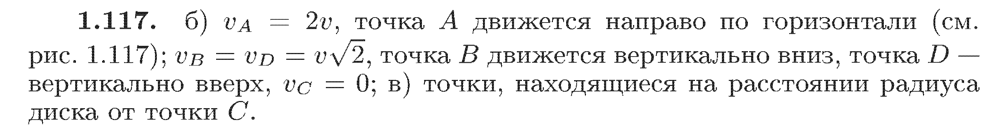 1.117. б) v_A = 2v, точка A движется направо по горизонтали (см.
рис. 1.117); v_B = v_D = v√2, точка B движется вертикально вниз, точка D —
вертикально вверх, v_C = 0; в) точки, находящиеся на расстоянии радиуса
диска от точки C.